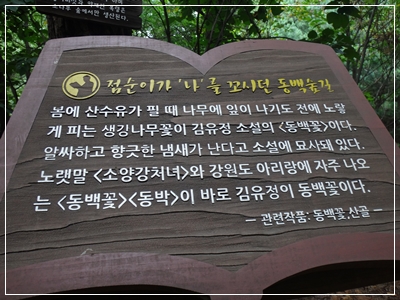 점순이가 '나'를 꼬시던 동백숲길
봄에 산수유가 필 때 나무에 잎이 나기도 전에 노랗
게 피는 생강나무꽃이 김유정 소설의 <동백꽃>이다.
알싸하고 향긋한 냄새가 난다고 소설에 묘사돼 있다.
노랫말 <소양강처녀>와 강원도 아리랑에 자주 나오
는 <동백꽃><동박>이 바로 김유정이 동백꽃이다.
― 관련작품: 동백꽃,산골 ―